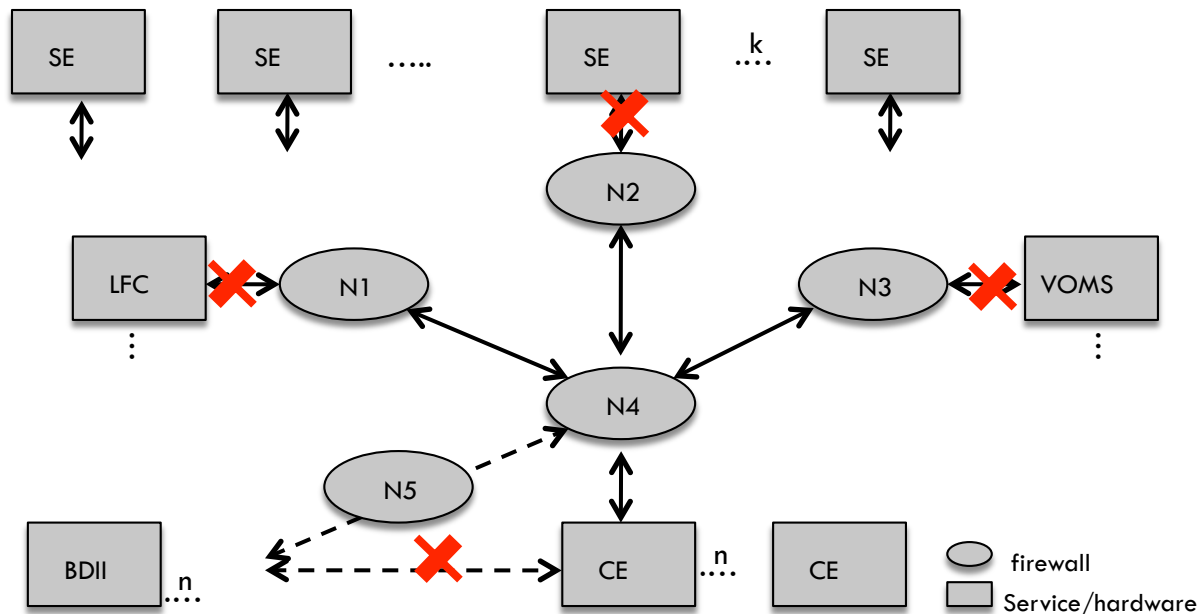 SE
SE
.....
SE
k
....
SE
N2
LFC
N1
N3
VOMS
...
...
N4
N5
BDII
n
....
CE
n
....
CE
firewall
Service/hardware